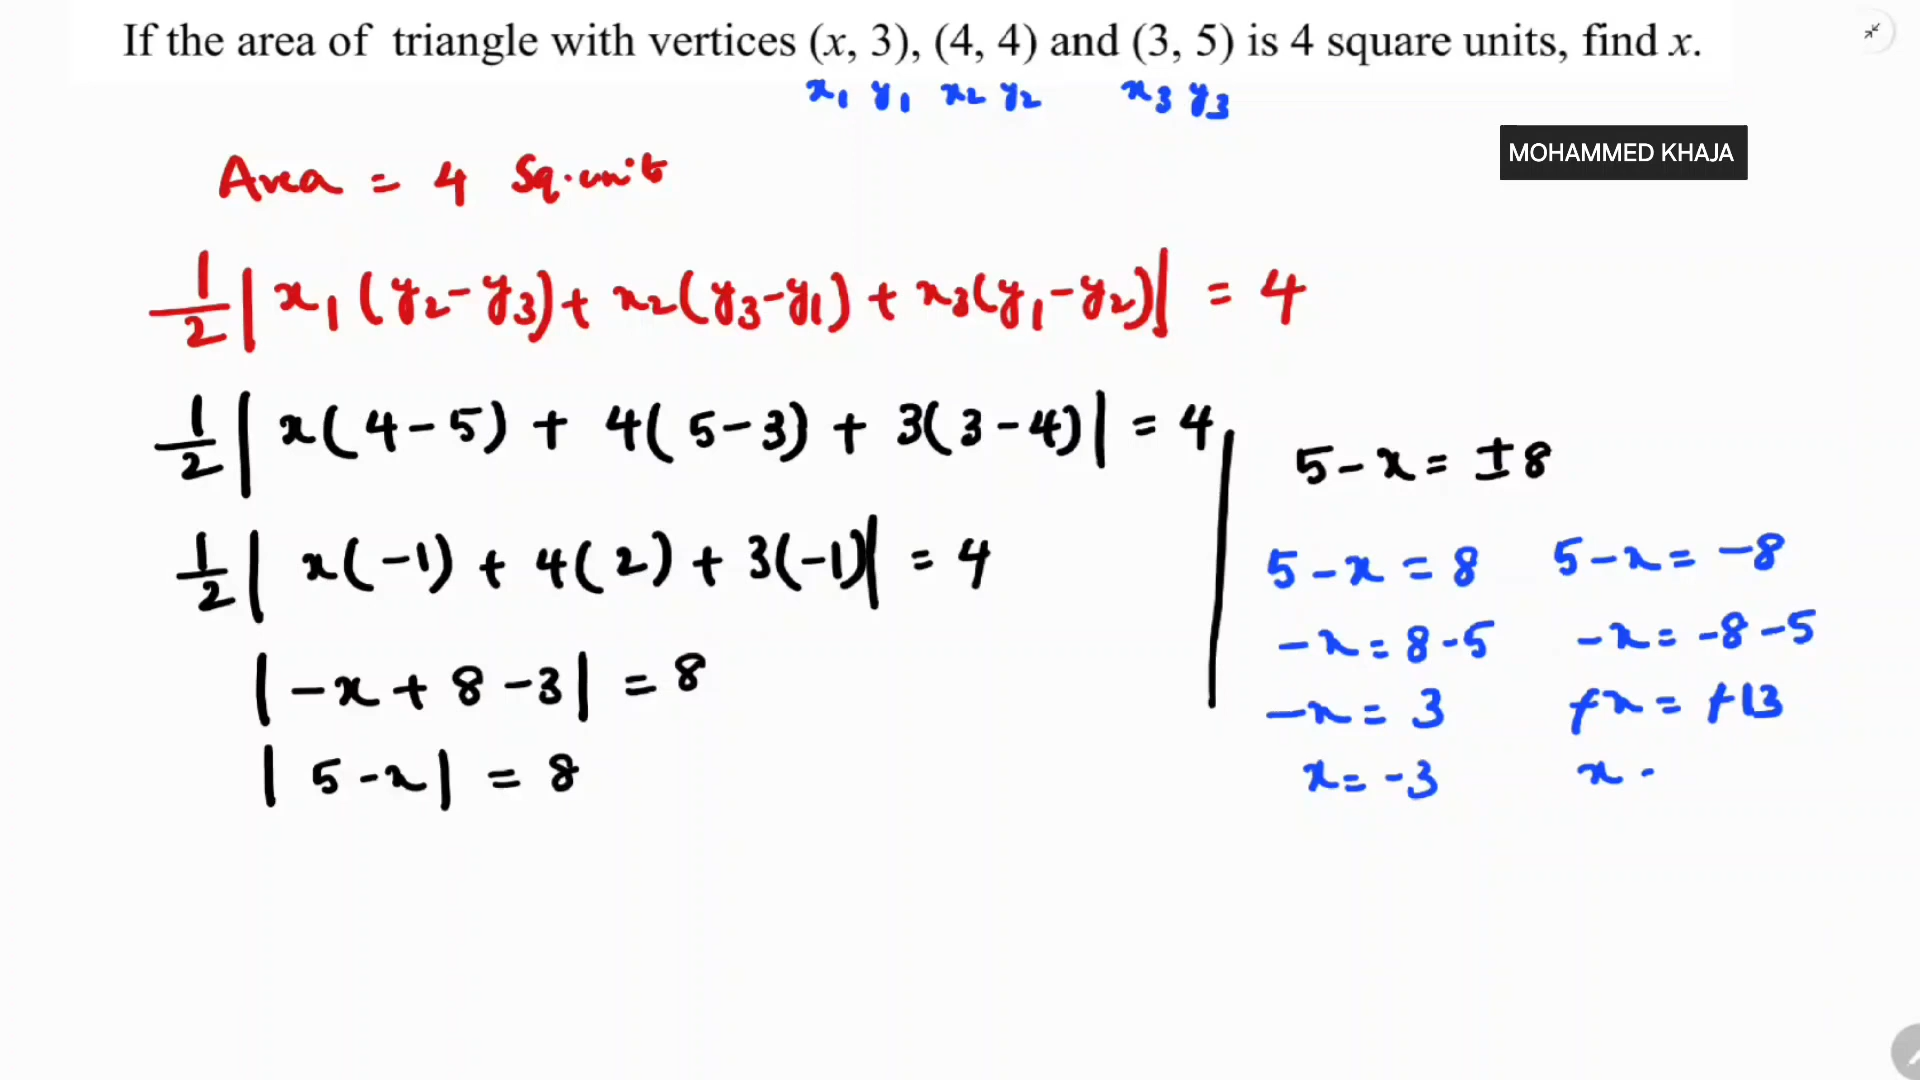 If the area of triangle with vertices (x, 3), (4, 4) and (3, 5) is 4 square units, find x.
x₁ y₁ x₂ y₂ x₃ y₃
MOHAMMED KHAJA
Area = 4 Sq.unit
1/2 | x₁(y₂-y₃) + x₂(y₃-y₁) + x₃(y₁-y₂)| = 4
1/2 | x(4-5) + 4(5-3) + 3(3-4)| = 4
1/2 | x(-1) + 4(2) + 3(-1)| = 4
|-x + 8 -3| = 8
|5-x| = 8
5-x = ±8
5-x = 8
-x = 8-5
-x = 3
x = -3
5-x = -8
-x = -8-5
+x = +13
x -